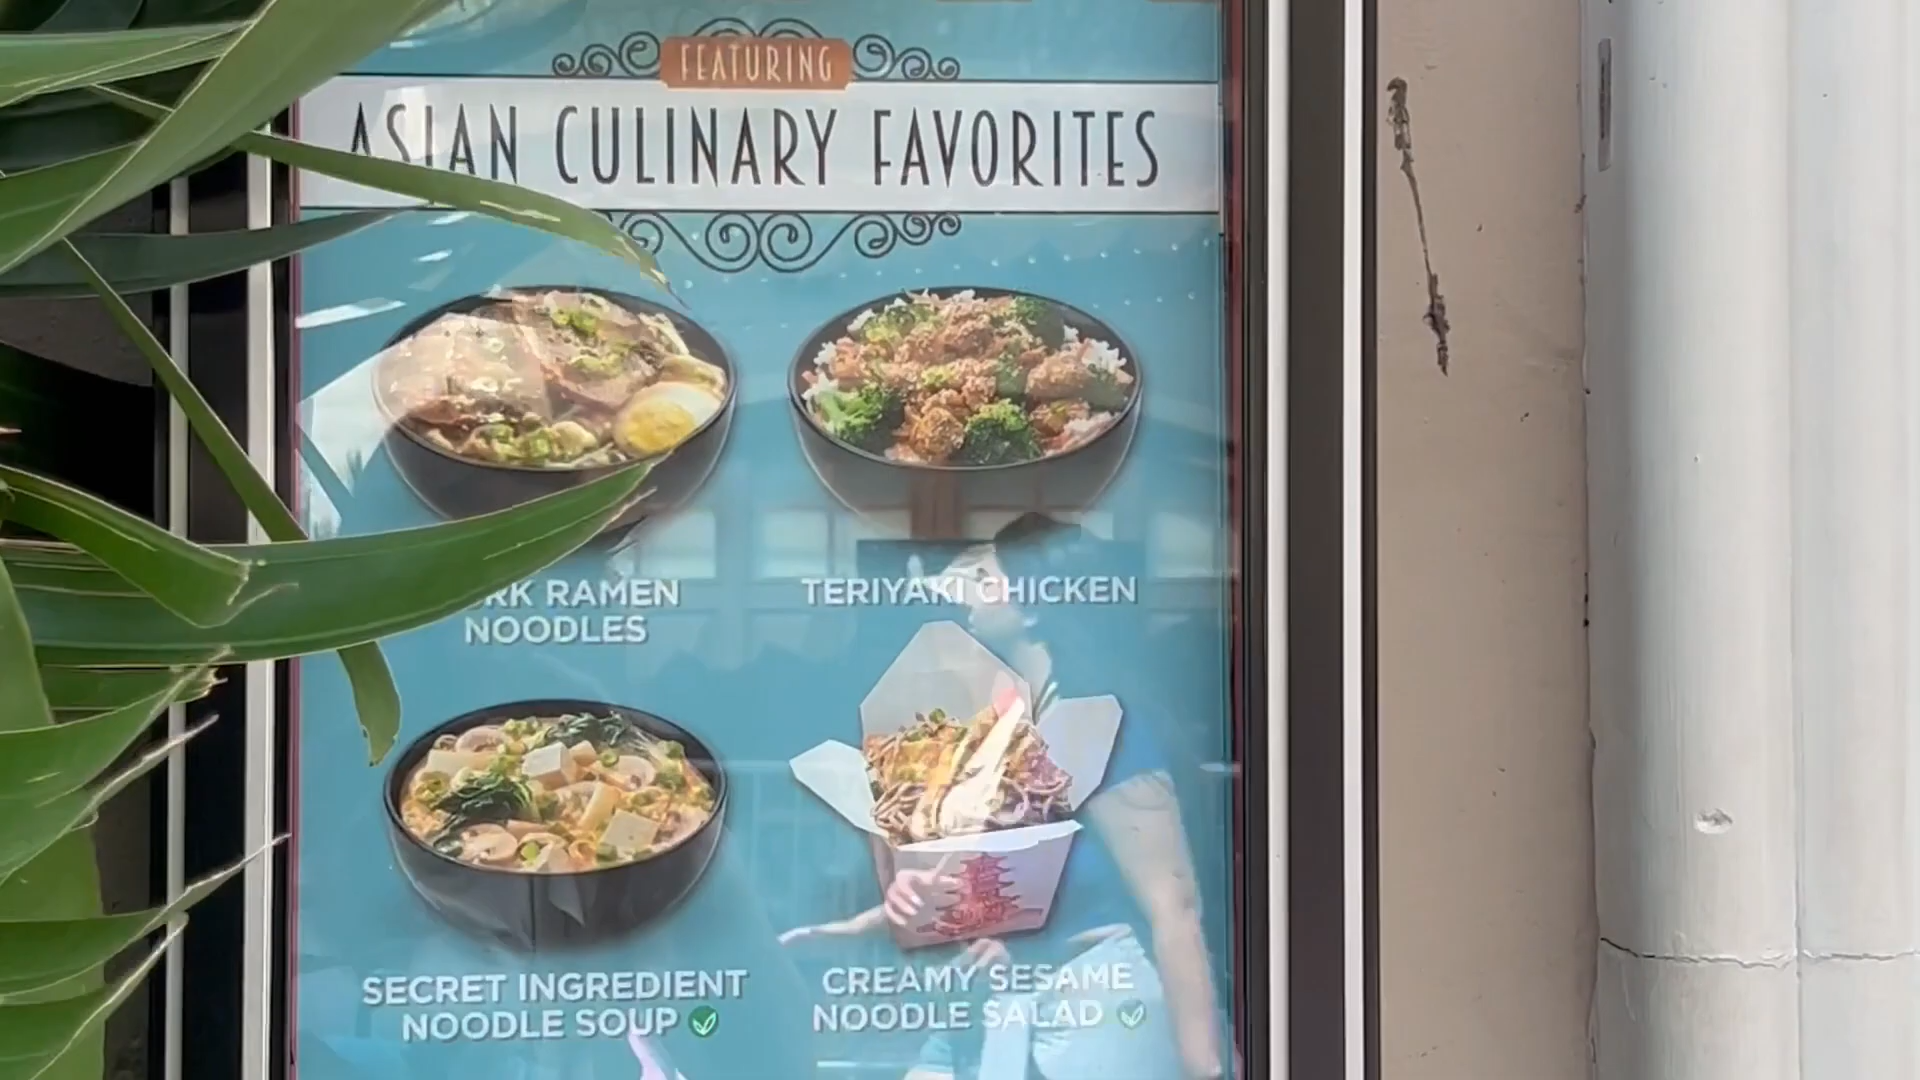 FEATURING
ASIAN CULINARY FAVORITES
RAMEN
NOODLES
TERIYAKI CHICKEN
SECRET INGREDIENT
NOODLE SOUP
CREAMY SESAME
NOODLE SALAD